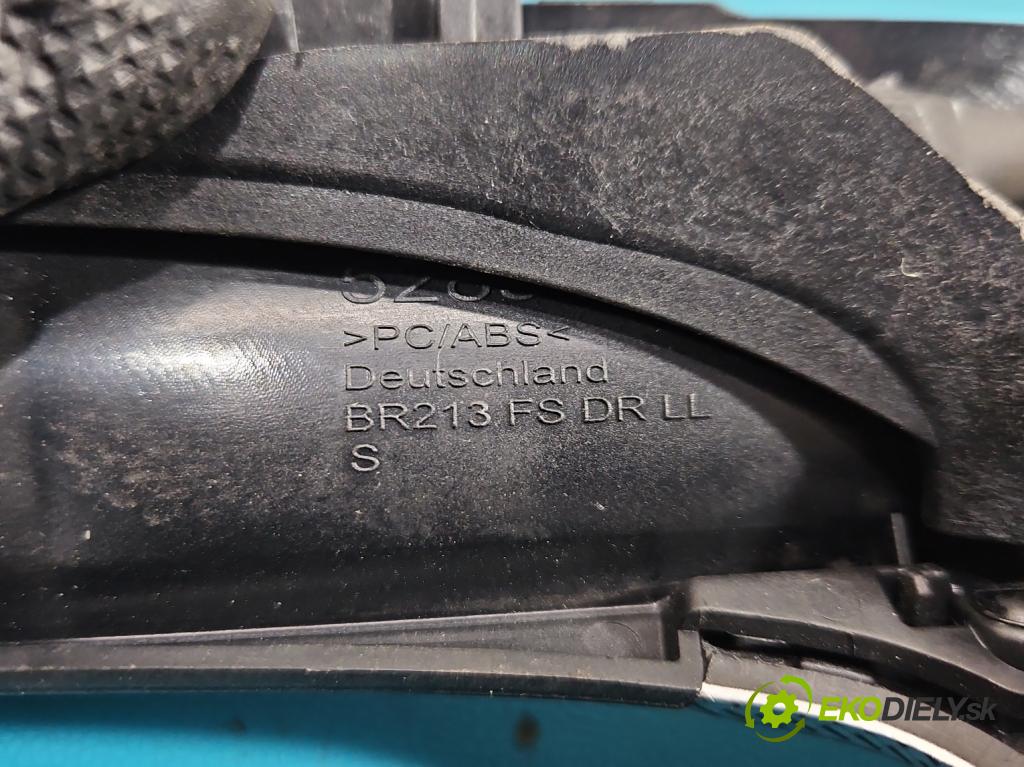 >PC/ABS<
Deutschland
BR213 FS DR LL
S
EKODIELY.sk